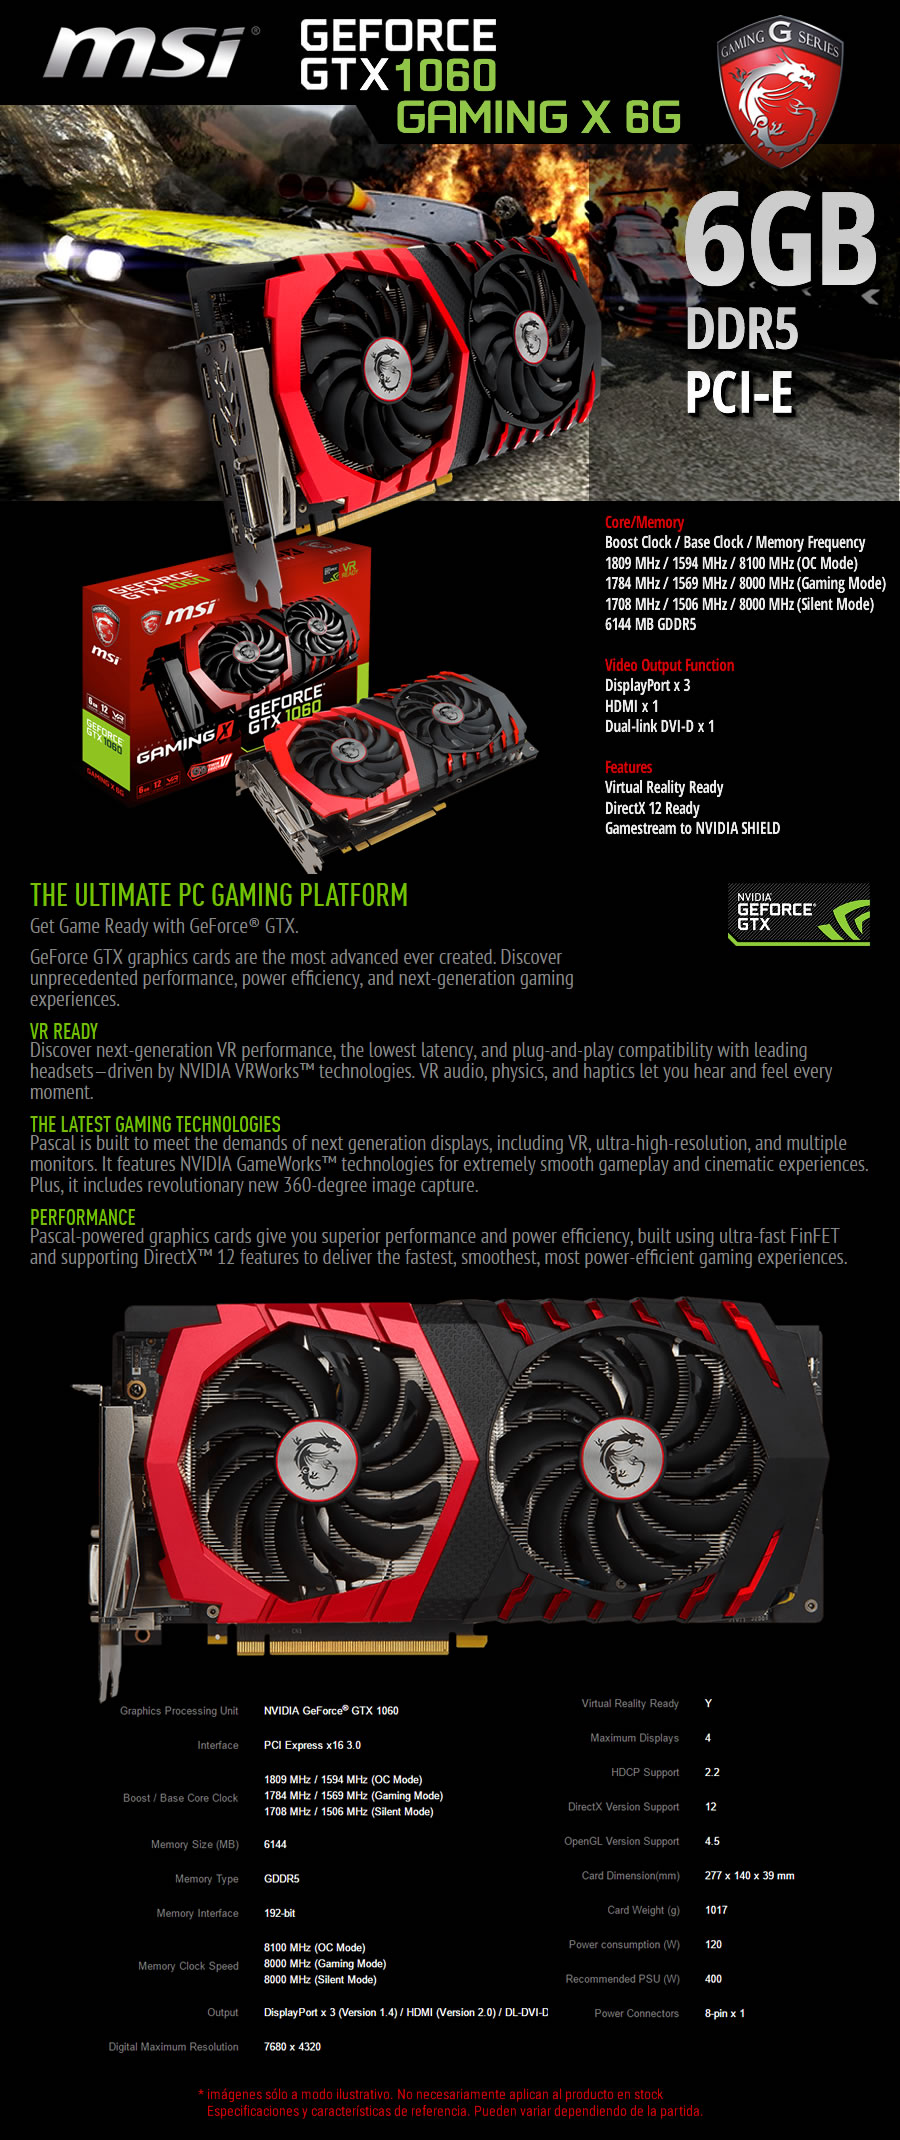 msi®
GEFORCE
GTX 1060
GAMING X 6G
GAMING G SERIES
6GB
DDR5
PCI-E
Core/Memory
Boost Clock / Base Clock / Memory Frequency
1809 MHz / 1594 MHz / 8100 MHz (OC Mode)
1784 MHz / 1569 MHz / 8000 MHz (Gaming Mode)
1708 MHz / 1506 MHz / 8000 MHz (Silent Mode)
6144 MB GDDR5
Video Output Function
DisplayPort x 3
HDMI x 1
Dual-link DVI-D x 1
Features
Virtual Reality Ready
DirectX 12 Ready
Gamestream to NVIDIA SHIELD
msi
GEFORCE
GTX 1060
VR READY
msi
msi
GEFORCE
GTX 1060
GAMING X
GEFORCE
GTX 1060
GAMING X 6G
THE ULTIMATE PC GAMING PLATFORM
NVIDIA®
GEFORCE®
GTX
Get Game Ready with GeForce® GTX.
GeForce GTX graphics cards are the most advanced ever created. Discover
unprecedented performance, power efficiency, and next-generation gaming
experiences.
VR READY
Discover next-generation VR performance, the lowest latency, and plug-and-play compatibility with leading
headsets—driven by NVIDIA VRWorks™ technologies. VR audio, physics, and haptics let you hear and feel every
moment.
THE LATEST GAMING TECHNOLOGIES
Pascal is built to meet the demands of next generation displays, including VR, ultra-high-resolution, and multiple
monitors. It features NVIDIA GameWorks™ technologies for extremely smooth gameplay and cinematic experiences.
Plus, it includes revolutionary new 360-degree image capture.
PERFORMANCE
Pascal-powered graphics cards give you superior performance and power efficiency, built using ultra-fast FinFET
and supporting DirectX™ 12 features to deliver the fastest, smoothest, most power-efficient gaming experiences.
Graphics Processing Unit NVIDIA GeForce® GTX 1060
Interface PCI Express x16 3.0
Boost / Base Core Clock 1809 MHz / 1594 MHz (OC Mode)
1784 MHz / 1569 MHz (Gaming Mode)
1708 MHz / 1506 MHz (Silent Mode)
Memory Size (MB) 6144
Memory Type GDDR5
Memory Interface 192-bit
Memory Clock Speed 8100 MHz (OC Mode)
8000 MHz (Gaming Mode)
8000 MHz (Silent Mode)
Output DisplayPort x 3 (Version 1.4) / HDMI (Version 2.0) / DL-DVI-D
Digital Maximum Resolution 7680 x 4320
Virtual Reality Ready Y
Maximum Displays 4
HDCP Support 2.2
DirectX Version Support 12
OpenGL Version Support 4.5
Card Dimension(mm) 277 x 140 x 39 mm
Card Weight (g) 1017
Power consumption (W) 120
Recommended PSU (W) 400
Power Connectors 8-pin x 1
* imágenes sólo a modo ilustrativo. No necesariamente aplican al producto en stock
Especificaciones y características de referencia. Pueden variar dependiendo de la partida.